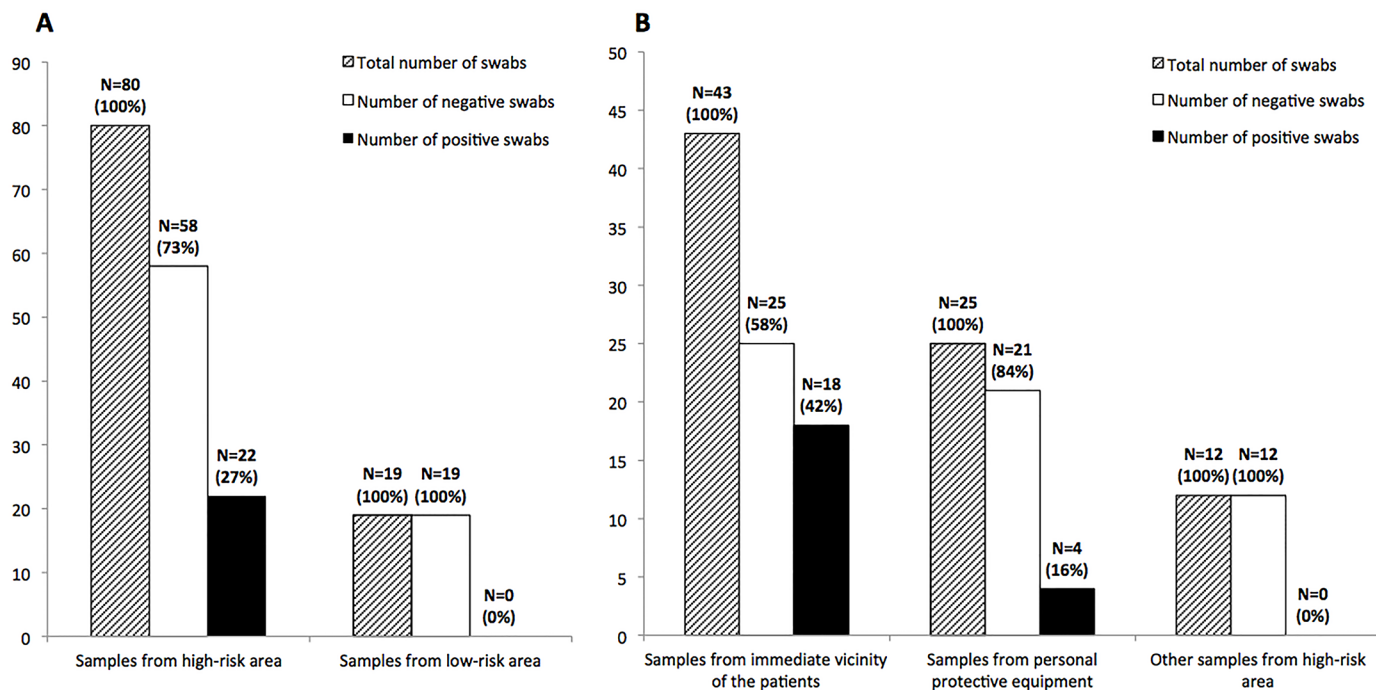 A
90
80
70
60
50
40
30
20
10
0
Total number of swabs
Number of negative swabs
Number of positive swabs
N=80
(100%)
N=58
(73%)
N=22
(27%)
N=19
(100%)
N=19
(100%)
N=0
(0%)
Samples from high-risk area
Samples from low-risk area
B
50
45
40
35
30
25
20
15
10
5
0
Total number of swabs
Number of negative swabs
Number of positive swabs
N=43
(100%)
N=25
(58%)
N=18
(42%)
N=25
(100%)
N=21
(84%)
N=4
(16%)
N=12
(100%)
N=12
(100%)
N=0
(0%)
Samples from immediate vicinity
of the patients
Samples from personal
protective equipment
Other samples from high-risk
area